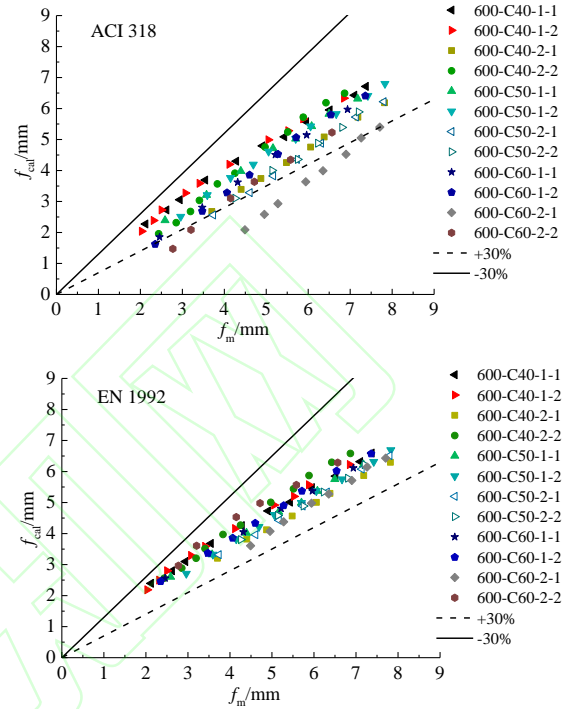 ACI 318
9
8
7
6
5
4
3
2
1
0
f_cal/mm
0 1 2 3 4 5 6 7 8 9
f_m/mm
600-C40-1-1
600-C40-1-2
600-C40-2-1
600-C40-2-2
600-C50-1-1
600-C50-1-2
600-C50-2-1
600-C50-2-2
600-C60-1-1
600-C60-1-2
600-C60-2-1
600-C60-2-2
+30%
-30%
EN 1992
9
8
7
6
5
4
3
2
1
0
f_cal/mm
0 1 2 3 4 5 6 7 8 9
f_m/mm
600-C40-1-1
600-C40-1-2
600-C40-2-1
600-C40-2-2
600-C50-1-1
600-C50-1-2
600-C50-2-1
600-C50-2-2
600-C60-1-1
600-C60-1-2
600-C60-2-1
600-C60-2-2
+30%
-30%